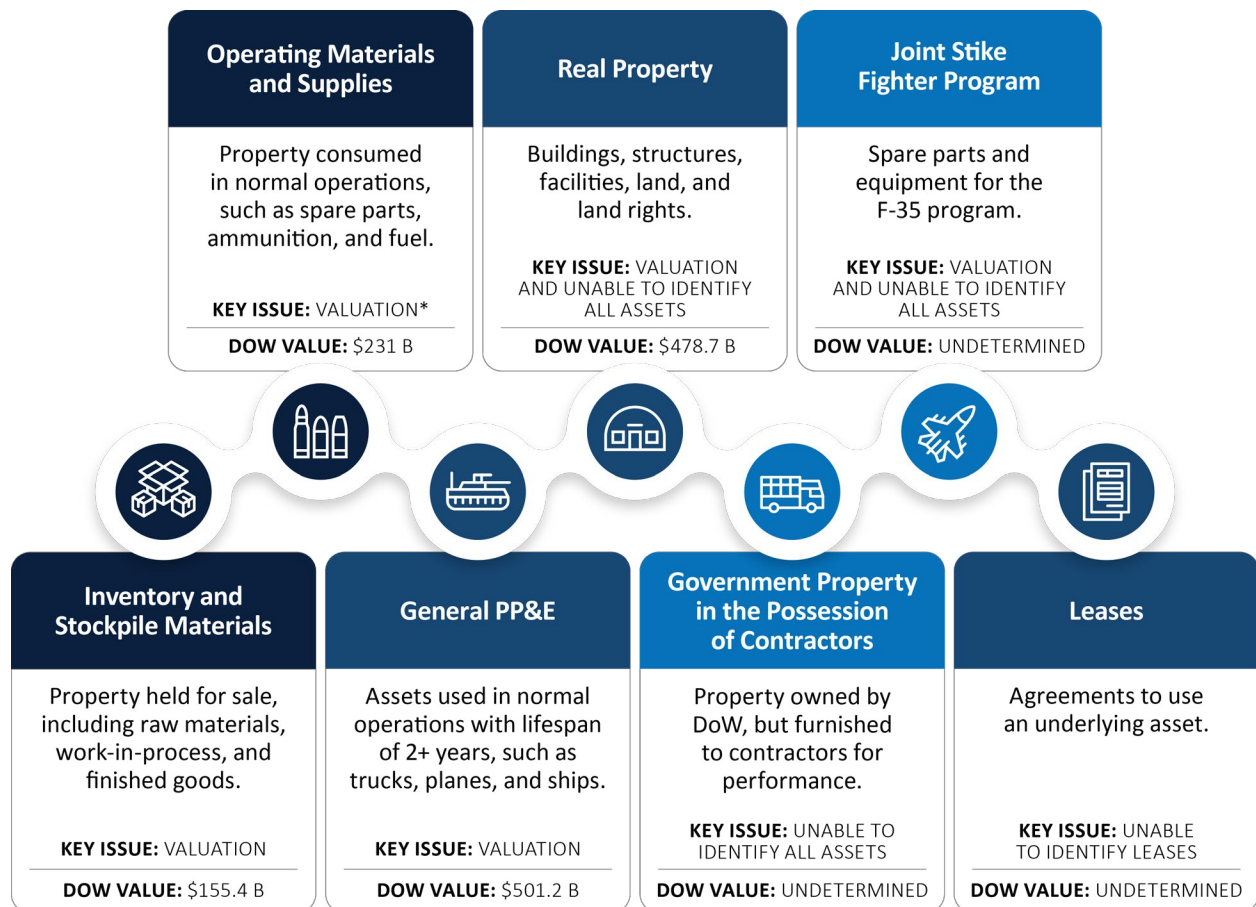 Operating Materials
and Supplies
Property consumed
in normal operations,
such as spare parts,
ammunition, and fuel.
KEY ISSUE: VALUATION*
DOW VALUE: $231 B
Real Property
Buildings, structures,
facilities, land, and
land rights.
KEY ISSUE: VALUATION
AND UNABLE TO IDENTIFY
ALL ASSETS
DOW VALUE: $478.7 B
Joint Stike
Fighter Program
Spare parts and
equipment for the
F-35 program.
KEY ISSUE: VALUATION
AND UNABLE TO IDENTIFY
ALL ASSETS
DOW VALUE: UNDETERMINED
Inventory and
Stockpile Materials
Property held for sale,
including raw materials,
work-in-process, and
finished goods.
KEY ISSUE: VALUATION
DOW VALUE: $155.4 B
General PP&E
Assets used in normal
operations with lifespan
of 2+ years, such as
trucks, planes, and ships.
KEY ISSUE: VALUATION
DOW VALUE: $501.2 B
Government Property
in the Possession
of Contractors
Property owned by
DoW, but furnished
to contractors for
performance.
KEY ISSUE: UNABLE TO
IDENTIFY ALL ASSETS
DOW VALUE: UNDETERMINED
Leases
Agreements to use
an underlying asset.
KEY ISSUE: UNABLE
TO IDENTIFY LEASES
DOW VALUE: UNDETERMINED